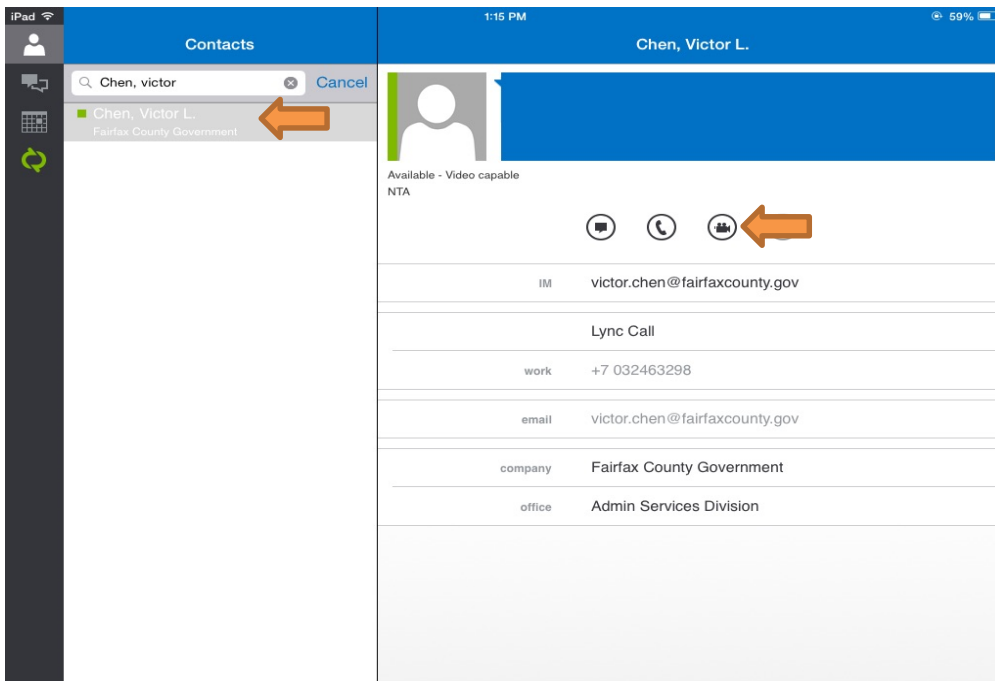 iPad 1:15 PM 59%
Contacts
Chen, victor Cancel
Chen, Victor L.
Fairfax County Government
Chen, Victor L.
Available - Video capable
NTA
IM victor.chen@fairfaxcounty.gov
Lync Call
work +7 032463298
email victor.chen@fairfaxcounty.gov
company Fairfax County Government
office Admin Services Division